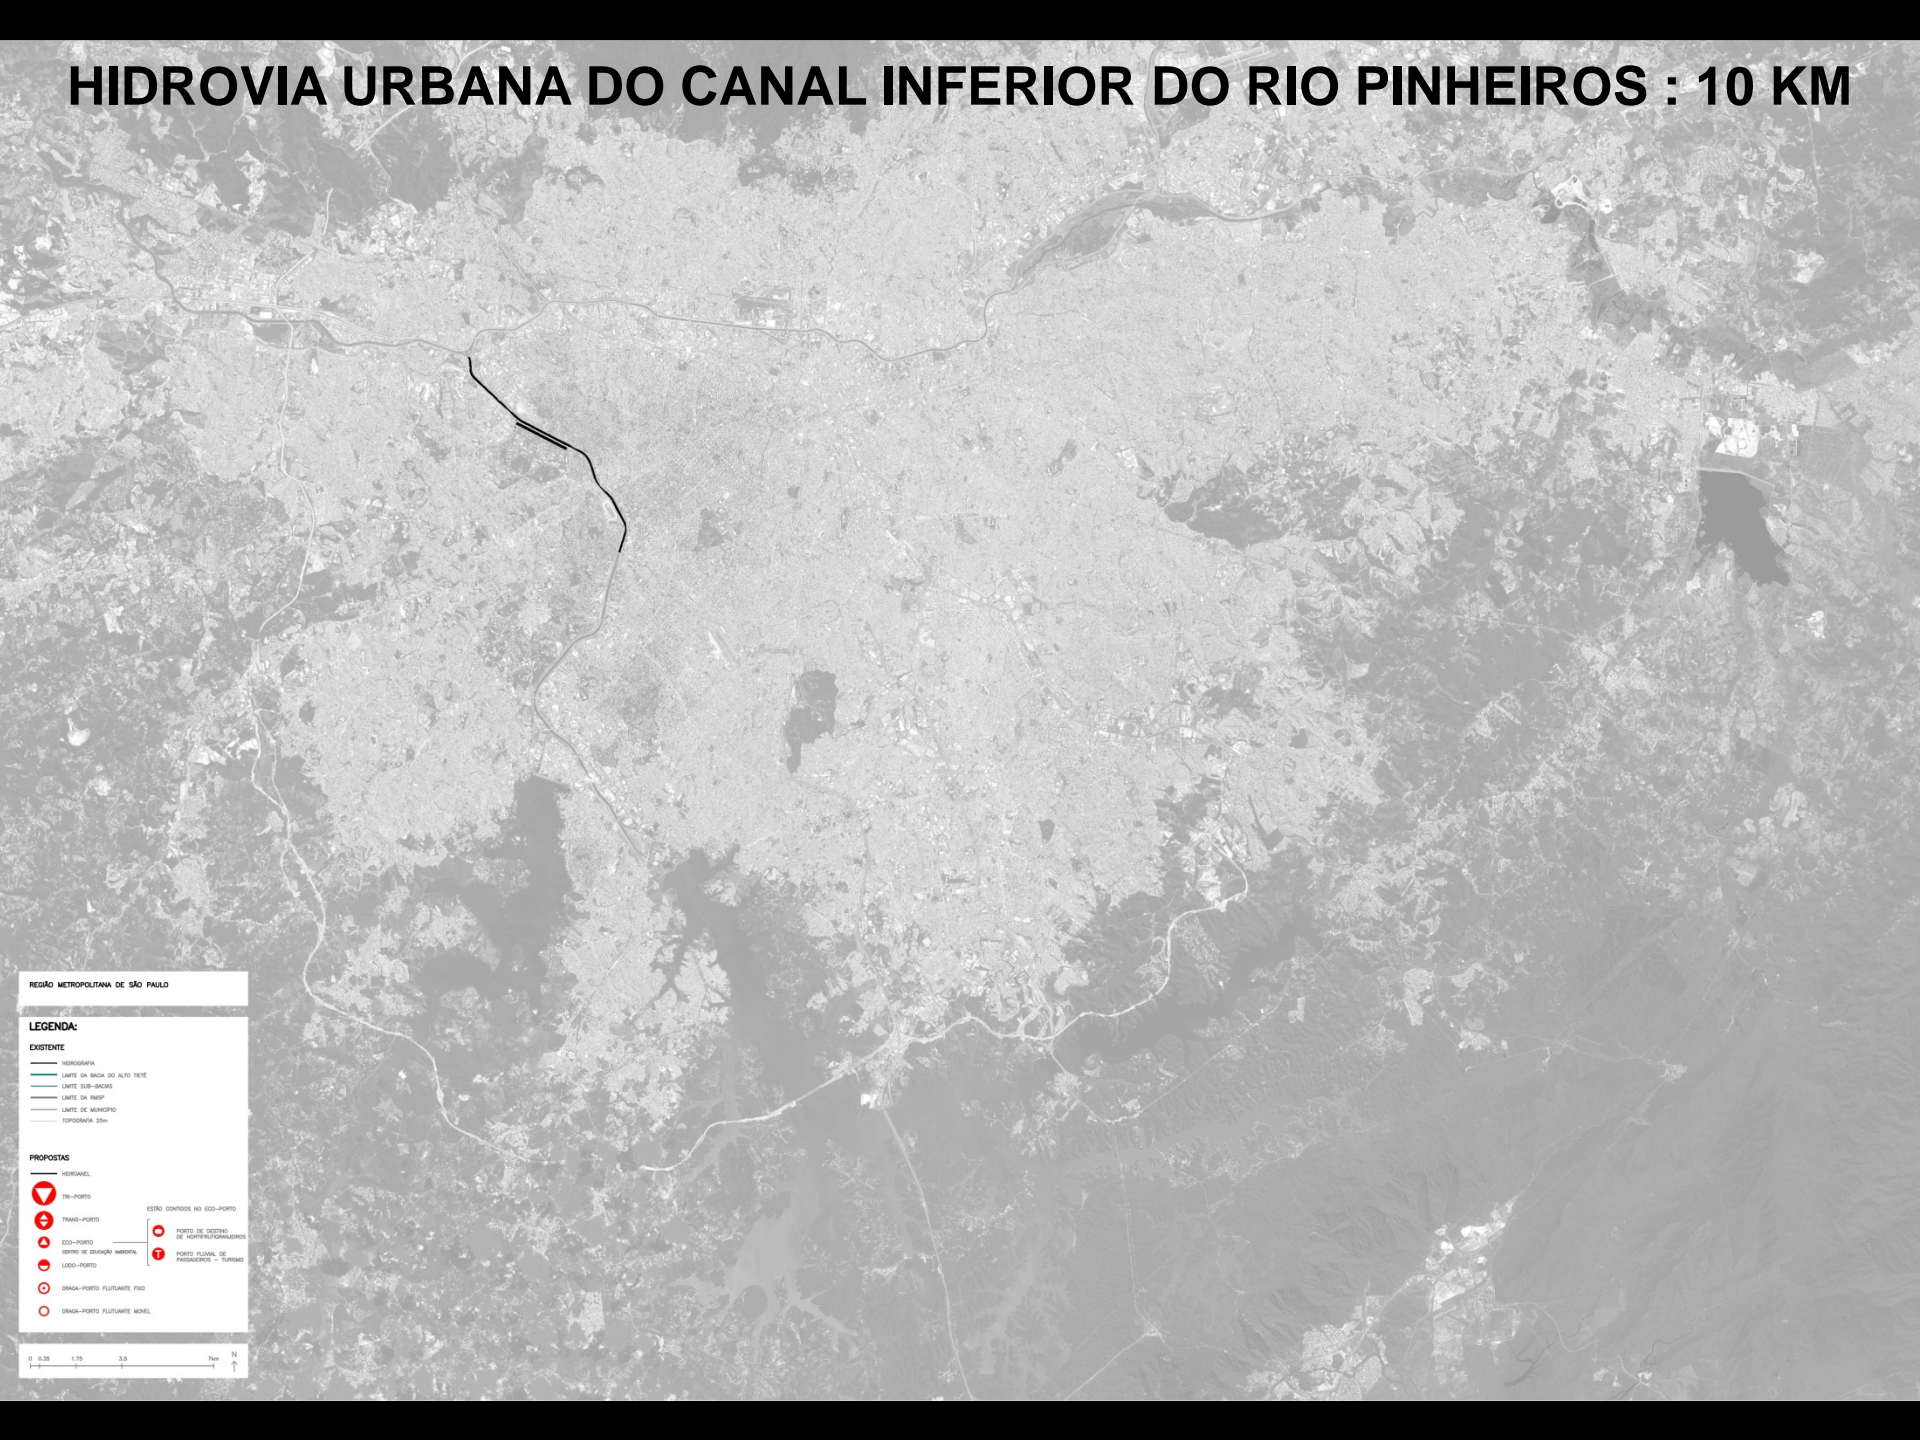 HIDROVIA URBANA DO CANAL INFERIOR DO RIO PINHEIROS : 10 KM
REGIÃO METROPOLITANA DE SÃO PAULO
LEGENDA:
EXISTENTE
HIDROGRAFIA
LIMITE DA BACIA DO ALTO TIETÊ
LIMITE SUB-BACIAS
LIMITE DA RMSP
LIMITE DE MUNICÍPIO
TOPOGRAFIA 25m
PROPOSTAS
HIDROANEL
TRI-PORTO
TRANS-PORTO
ECO-PORTO
CENTRO DE EDUCAÇÃO AMBIENTAL
LODO-PORTO
DRAGA-PORTO FLUTUANTE FIXO
DRAGA-PORTO FLUTUANTE MOVEL
ESTÃO CONTIDOS NO ECO-PORTO
PORTO DE DESTINO
DE HORTIFRUTIGRANJEIROS
T
PORTO FLUVIAL DE
PASSAGEIROS - TURISMO
0 0.35 1.75 3.5 7km
N